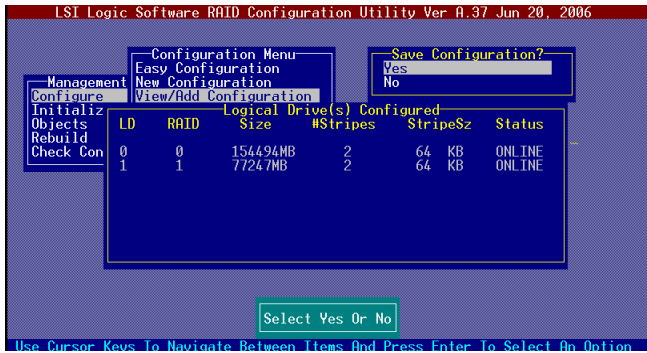 LSI Logic Software RAID Configuration Utility Ver A.37 Jun 20, 2006
Configuration Menu
Easy Configuration
New Configuration
View/Add Configuration
Save Configuration?
Yes
No
Management
Configure
Initializ
Objects
Rebuild
Check Con
Logical Drive(s) Configured
LD RAID Size #Stripes StripeSz Status
0 0 154494MB 2 64 KB ONLINE
1 1 77247MB 2 64 KB ONLINE
Select Yes Or No
Use Cursor Keys To Navigate Between Items And Press Enter To Select An Option